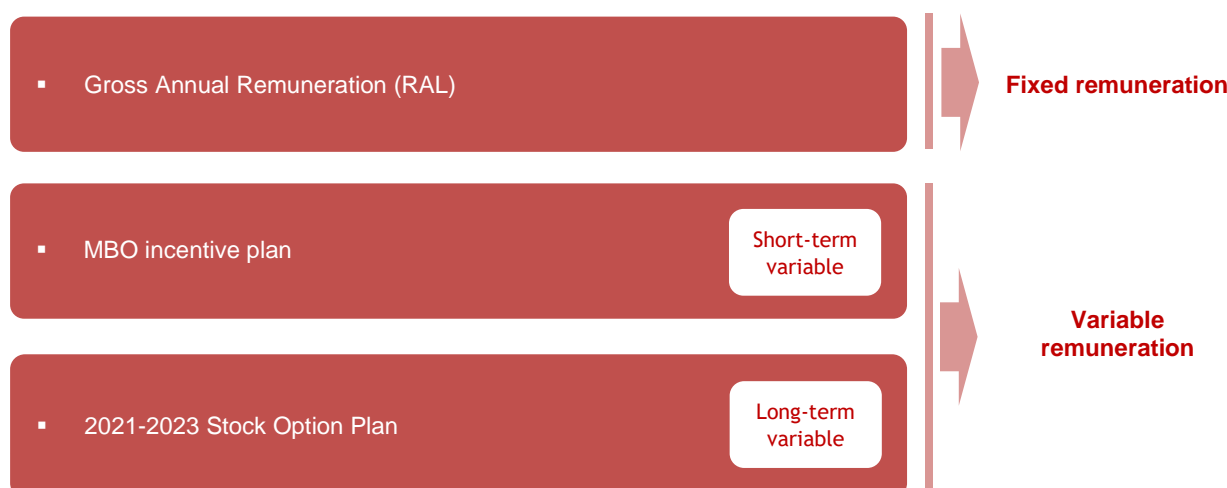 ▪ Gross Annual Remuneration (RAL)
Fixed remuneration
▪ MBO incentive plan
Short-term
variable
Variable
remuneration
▪ 2021-2023 Stock Option Plan
Long-term
variable